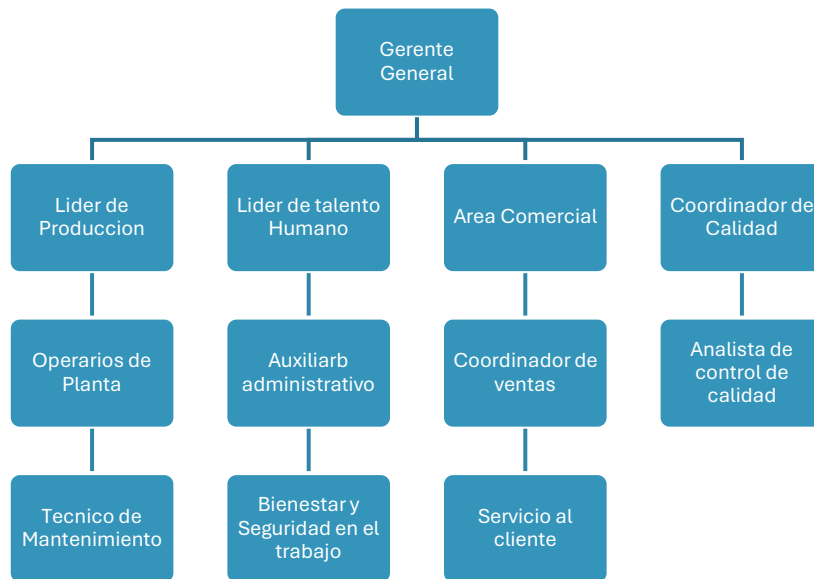 Gerente
General
Lider de
Produccion
Lider de talento
Humano
Area Comercial
Coordinador de
Calidad
Operarios de
Planta
Auxiliarb
administrativo
Coordinador de
ventas
Analista de
control de
calidad
Tecnico de
Mantenimiento
Bienestar y
Seguridad en el
trabajo
Servicio al
cliente